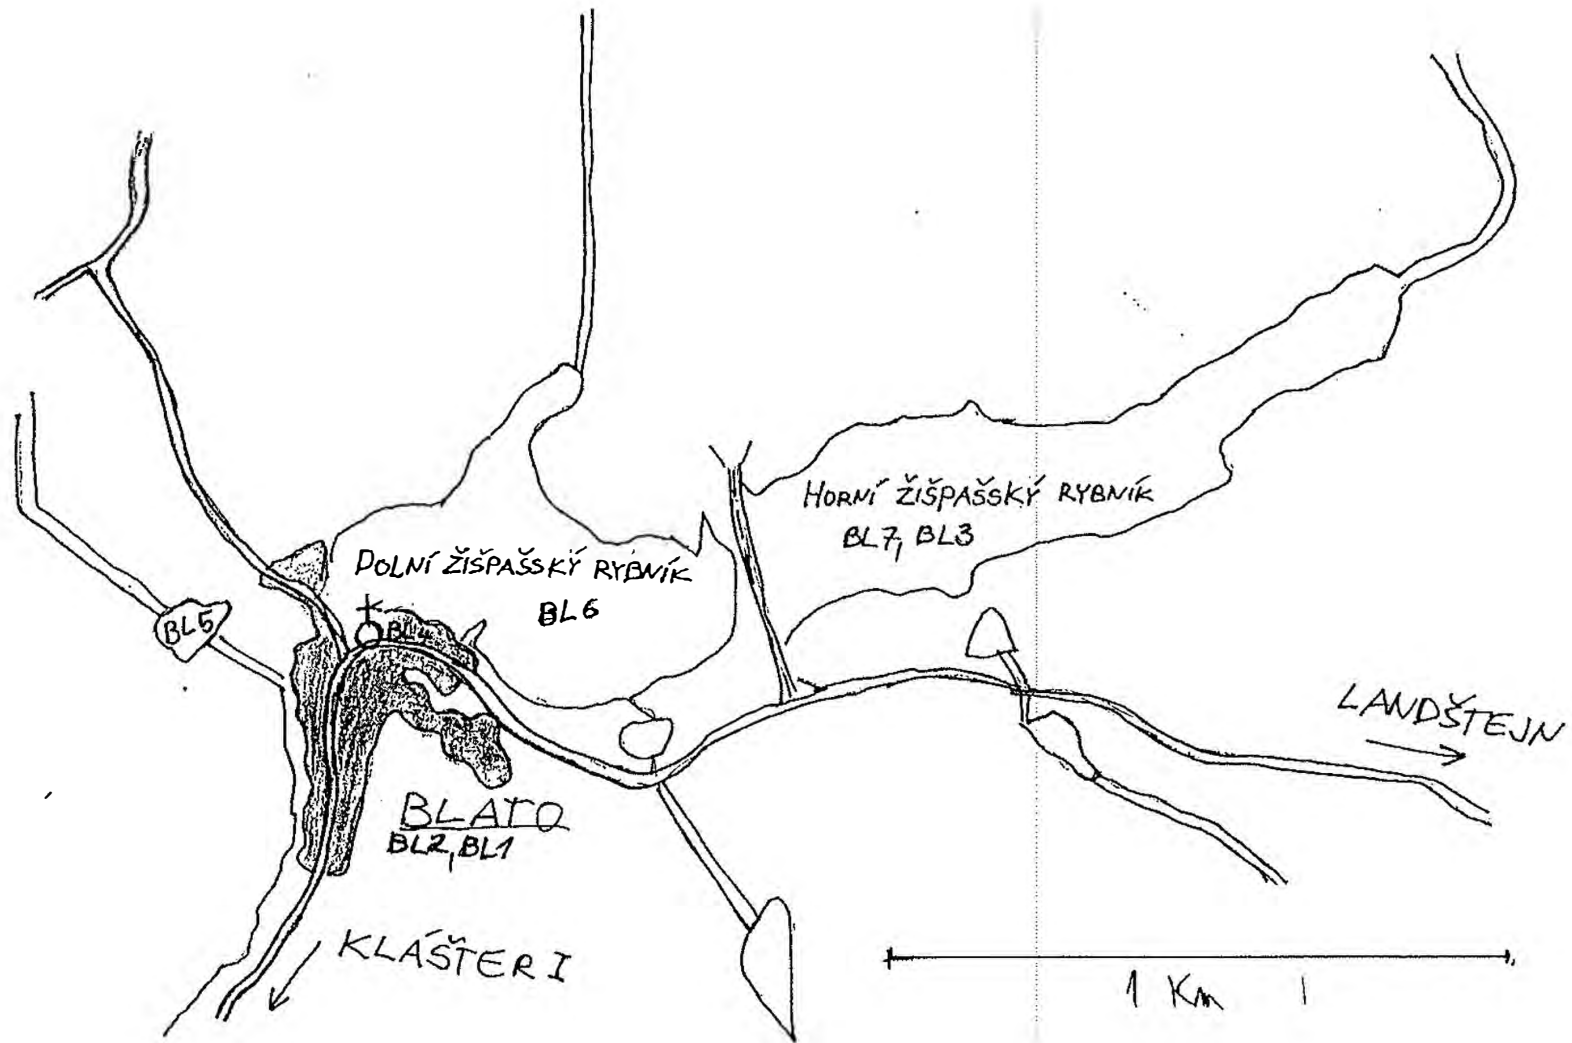 HORNÍ ŽIŠPAŠSKÝ RYBNÍK
BL7, BL3
DOLNÍ ŽIŠPAŠSKÝ RYBNÍK
BL6
BL5
BL4
LANDŠTEJN
BLATO
BL2, BL1
KLÁŠTER I
1 Km